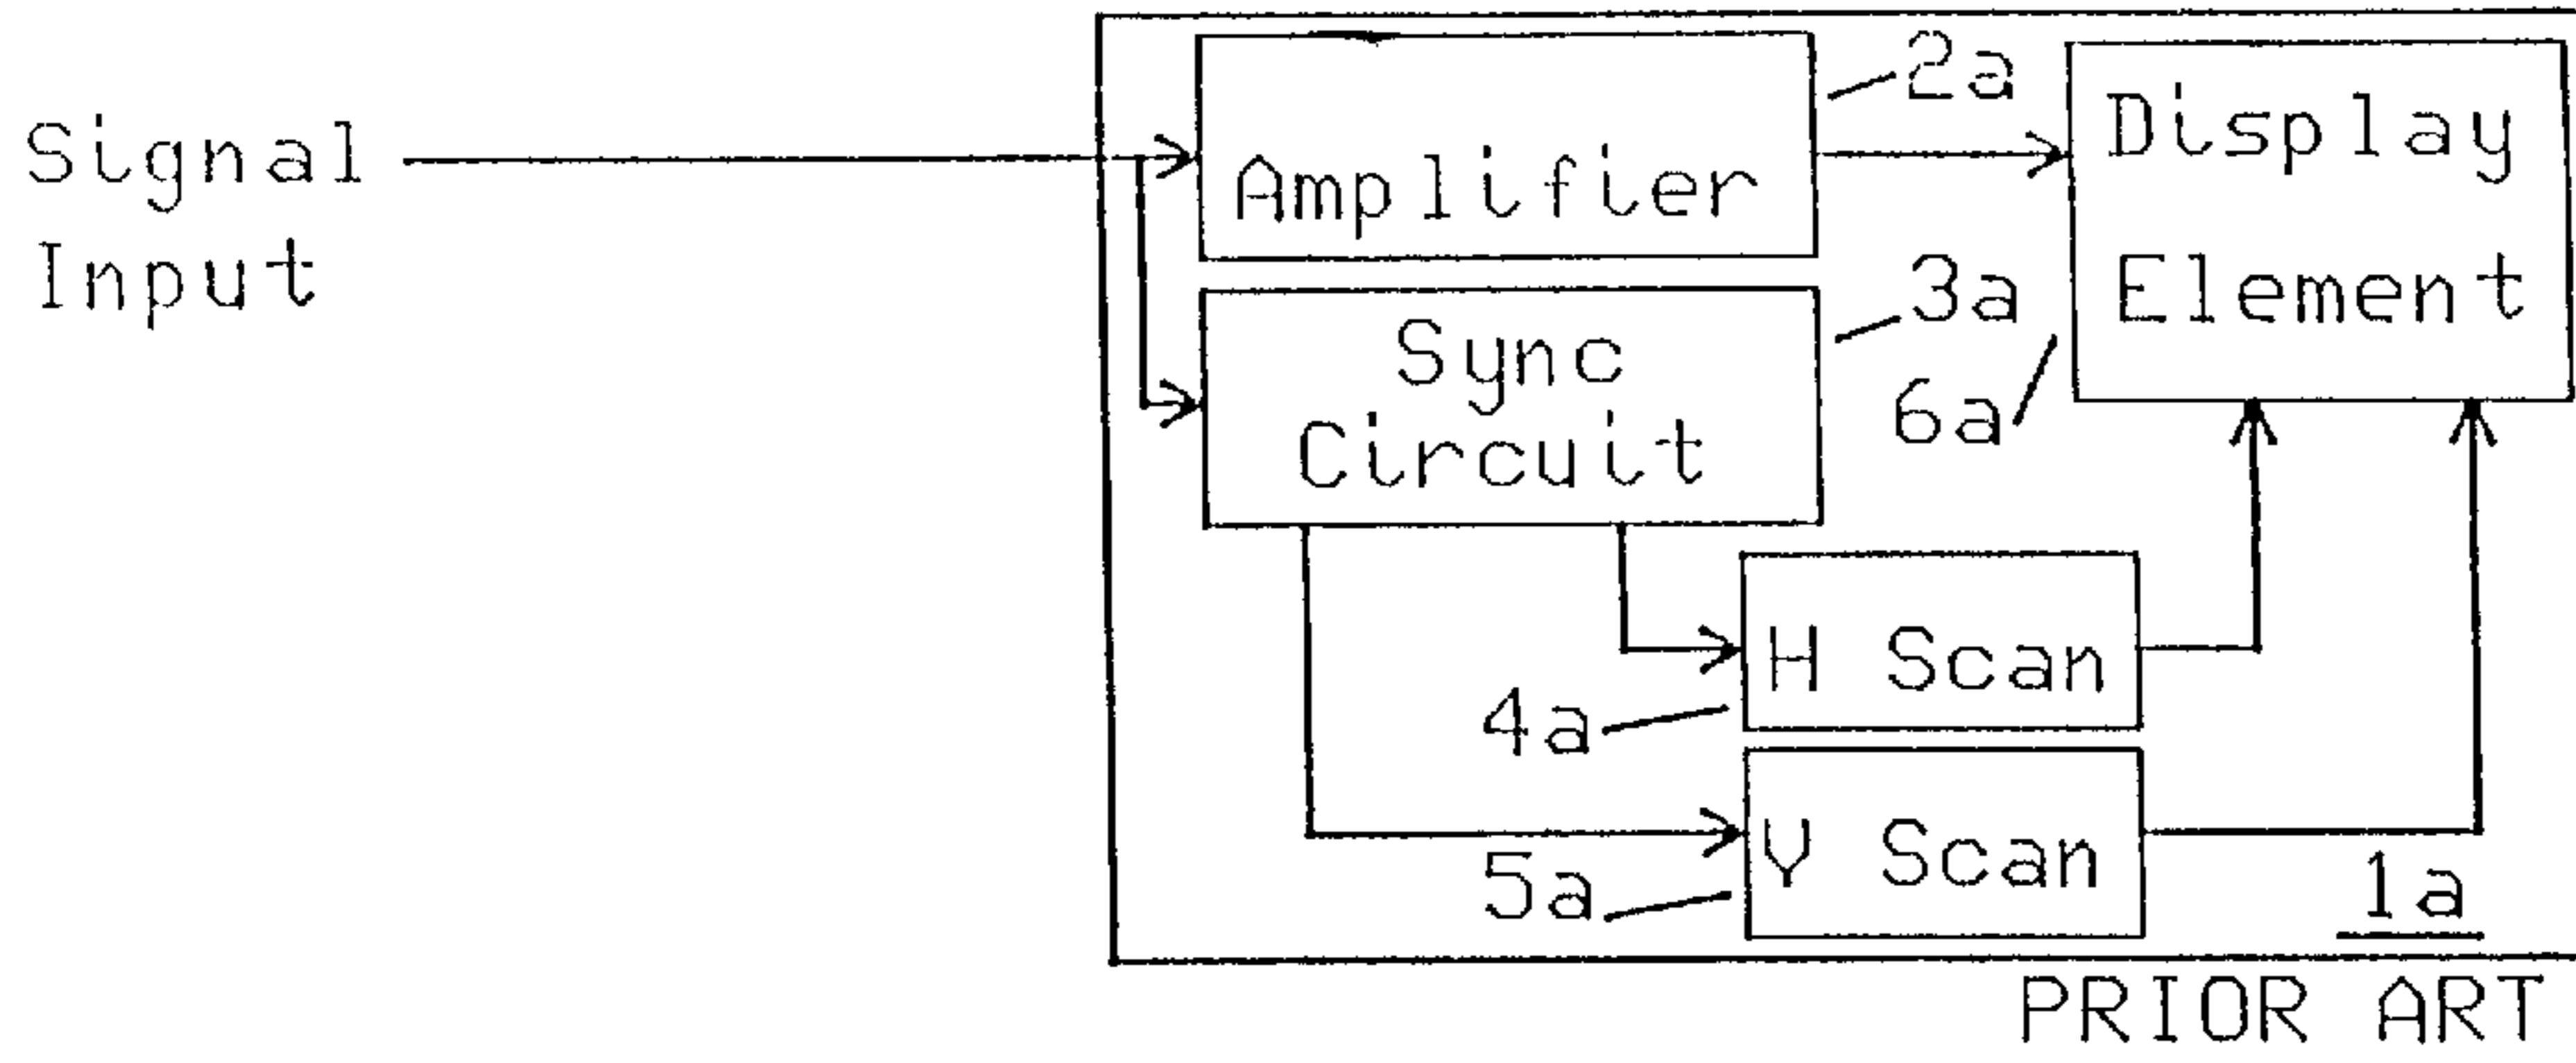 Signal
Input
Amplifier
2a
Display
Element
Sync
Circuit
3a
6a
H Scan
4a
V Scan
5a
1a
PRIOR ART